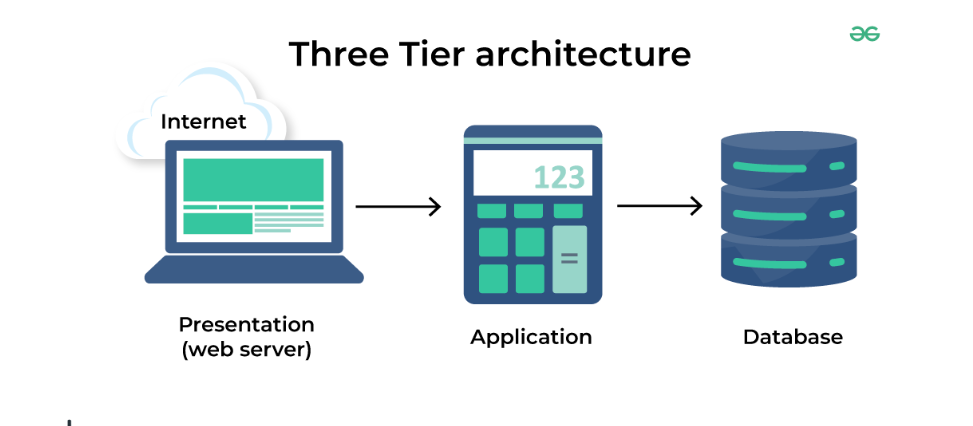 Three Tier architecture
Internet
123
=
Presentation
(web server)
Application
Database